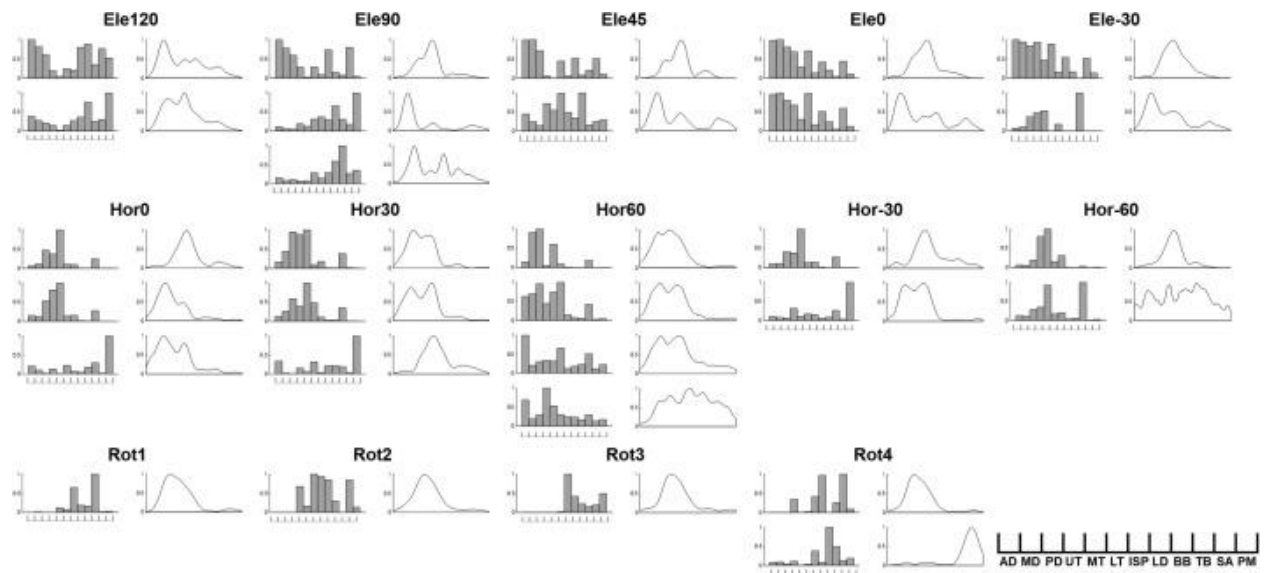 Ele120 Ele90 Ele45 Ele0 Ele-30
Hor0 Hor30 Hor60 Hor-30 Hor-60
Rot1 Rot2 Rot3 Rot4
AD MD PD UT MT LT ISP LD BB TB SA PM